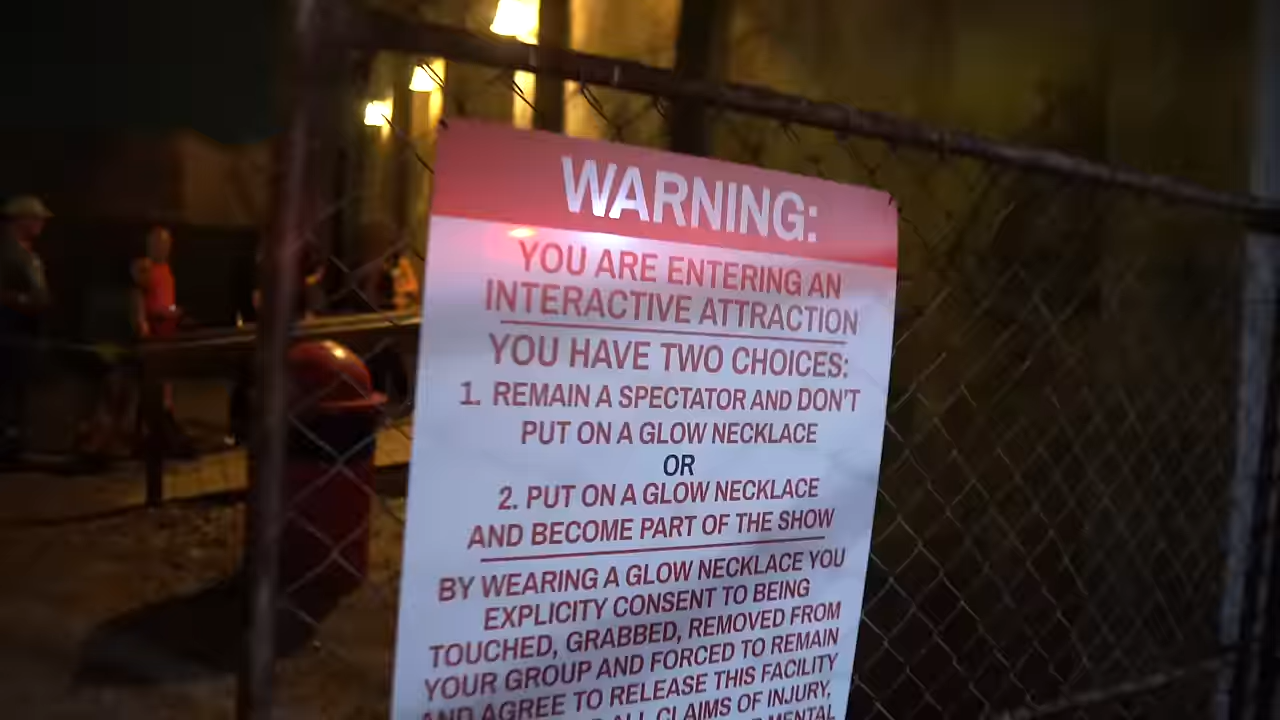 WARNING:
YOU ARE ENTERING AN
INTERACTIVE ATTRACTION
YOU HAVE TWO CHOICES:
1. REMAIN A SPECTATOR AND DON'T
PUT ON A GLOW NECKLACE
OR
2. PUT ON A GLOW NECKLACE
AND BECOME PART OF THE SHOW
BY WEARING A GLOW NECKLACE YOU
EXPLICITY CONSENT TO BEING
TOUCHED, GRABBED, REMOVED FROM
YOUR GROUP AND FORCED TO REMAIN
AND AGREE TO RELEASE THIS FACILITY
ALL CLAIMS OF INJURY,
MENTAL